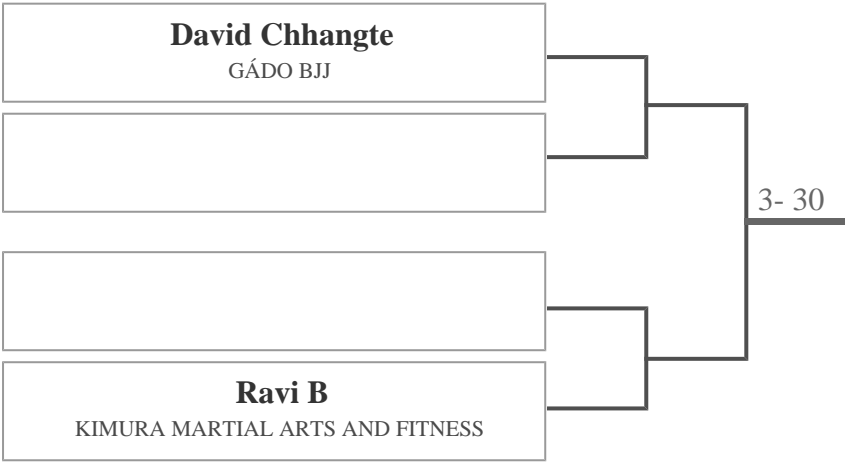 David Chhangte
GÁDO BJJ
3- 30
Ravi B
KIMURA MARTIAL ARTS AND FITNESS